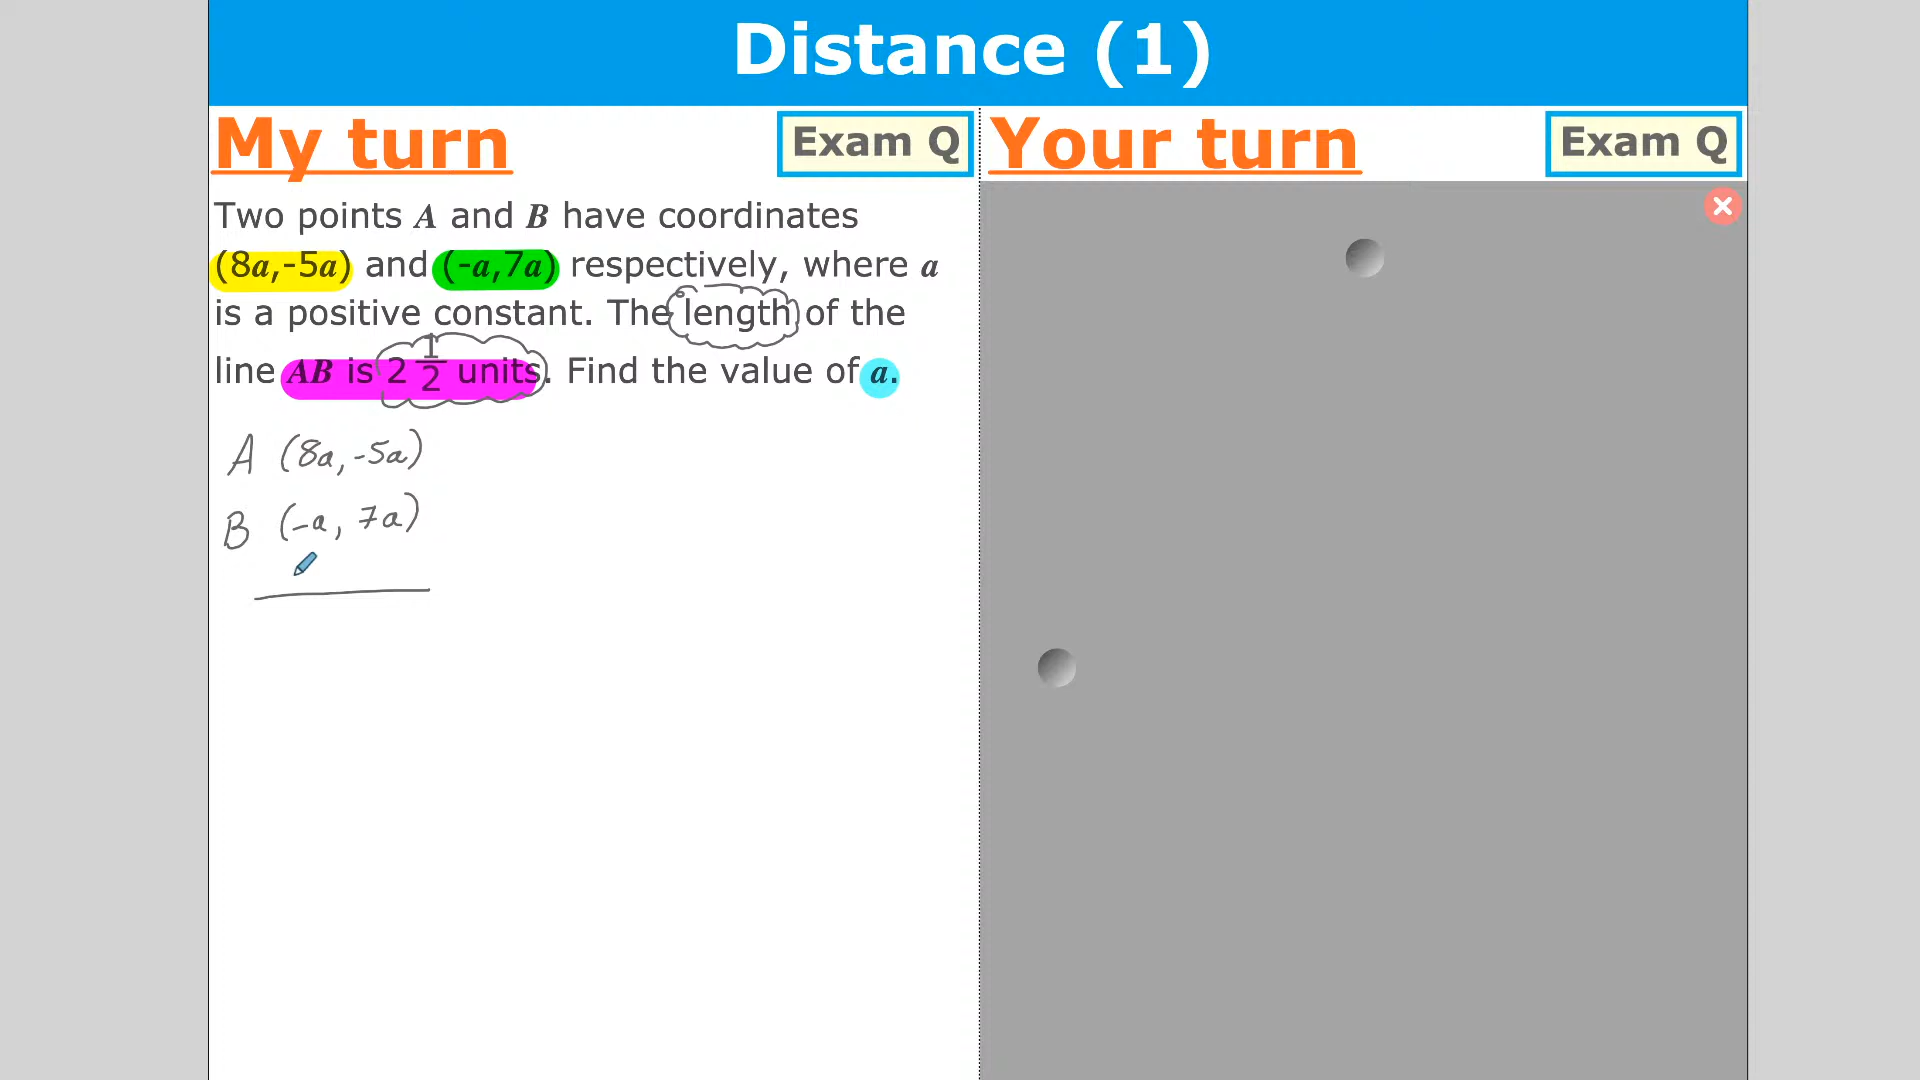 Distance (1)
My turn
Exam Q
Two points A and B have coordinates
(8a,-5a) and (-a,7a) respectively, where a
is a positive constant. The length of the
line AB is 2 1/2 units. Find the value of a.
A (8a, -5a)
B (-a, 7a)
Your turn
Exam Q